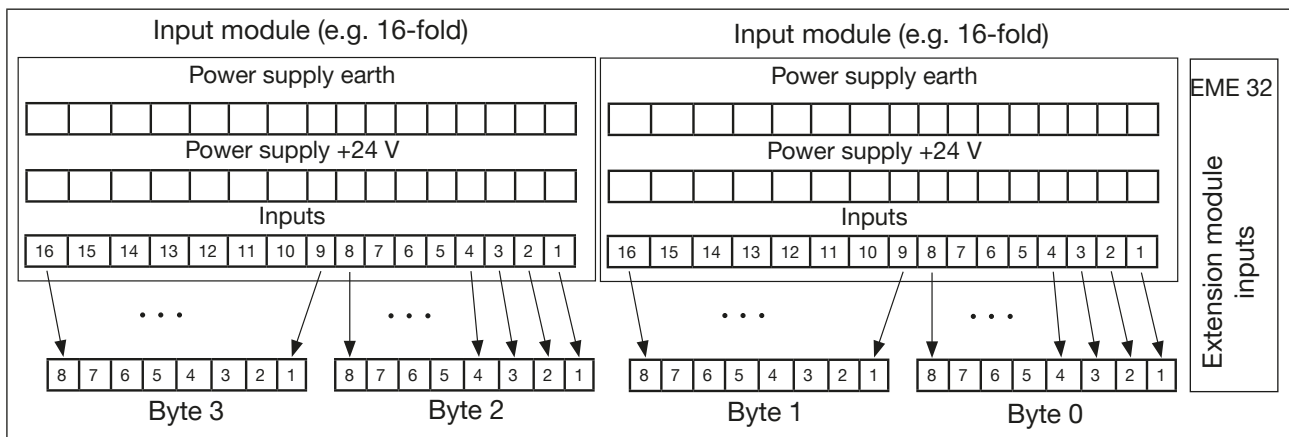 Input module (e.g. 16-fold)
Power supply earth
Power supply +24 V
Inputs
16 15 14 13 12 11 10 9 8 7 6 5 4 3 2 1
. . .
. . .
8 7 6 5 4 3 2 1
8 7 6 5 4 3 2 1
Byte 3
Byte 2
Input module (e.g. 16-fold)
Power supply earth
Power supply +24 V
Inputs
16 15 14 13 12 11 10 9 8 7 6 5 4 3 2 1
. . .
. . .
8 7 6 5 4 3 2 1
8 7 6 5 4 3 2 1
Byte 1
Byte 0
EME 32
Extension module
inputs